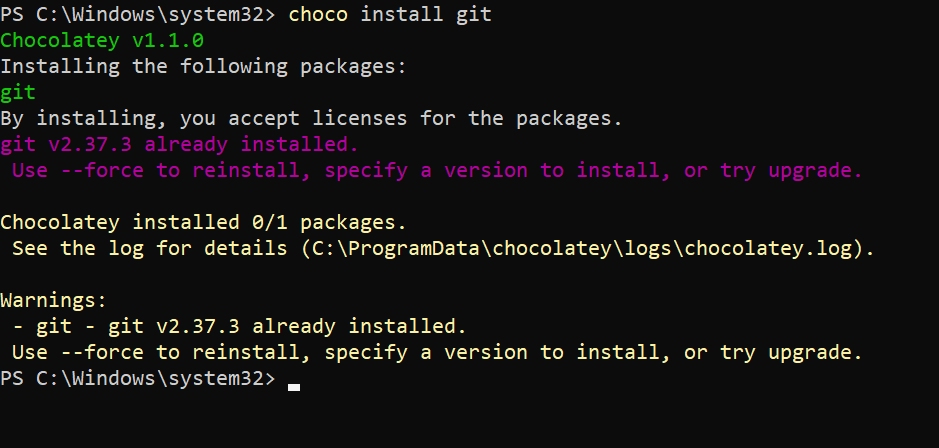 PS C:\Windows\system32> choco install git
Chocolatey v1.1.0
Installing the following packages:
git
By installing, you accept licenses for the packages.
git v2.37.3 already installed.
 Use --force to reinstall, specify a version to install, or try upgrade.

Chocolatey installed 0/1 packages.
 See the log for details (C:\ProgramData\chocolatey\logs\chocolatey.log).

Warnings:
 - git - git v2.37.3 already installed.
 Use --force to reinstall, specify a version to install, or try upgrade.
PS C:\Windows\system32>